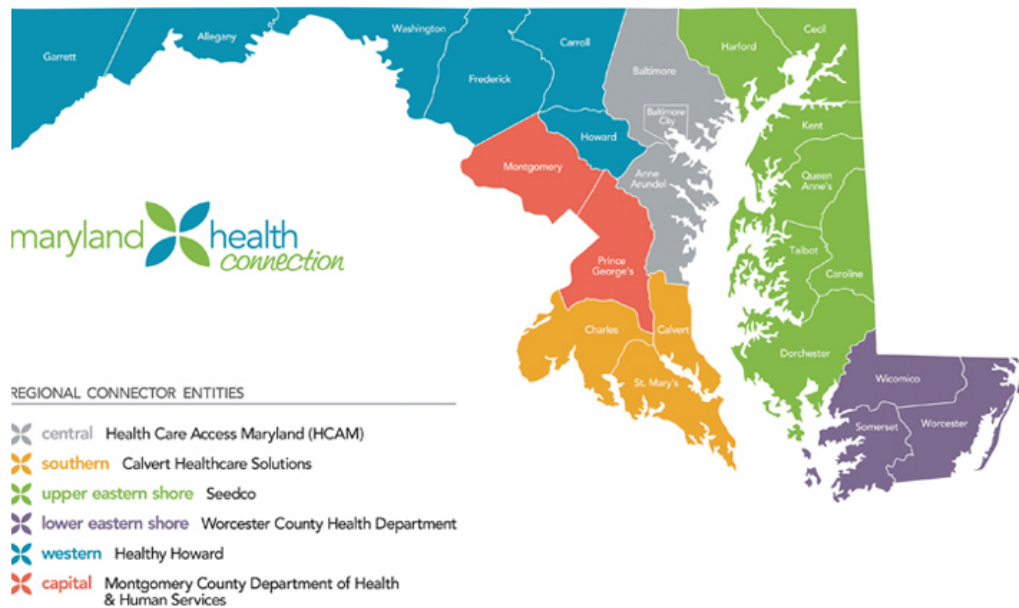 Garrett
Allegany
Washington
Frederick
Carroll
Baltimore
Baltimore
City
Harford
Cecil
Howard
Montgomery
Anne
Arundel
Kent
Queen
Anne's
Prince
George's
Talbot
Caroline
Charles
Calvert
St. Mary's
Dorchester
Wicomico
Somerset
Worcester
maryland health
connection
REGIONAL CONNECTOR ENTITIES
central Health Care Access Maryland (HCAM)
southern Calvert Healthcare Solutions
upper eastern shore Seedco
lower eastern shore Worcester County Health Department
western Healthy Howard
capital Montgomery County Department of Health
& Human Services